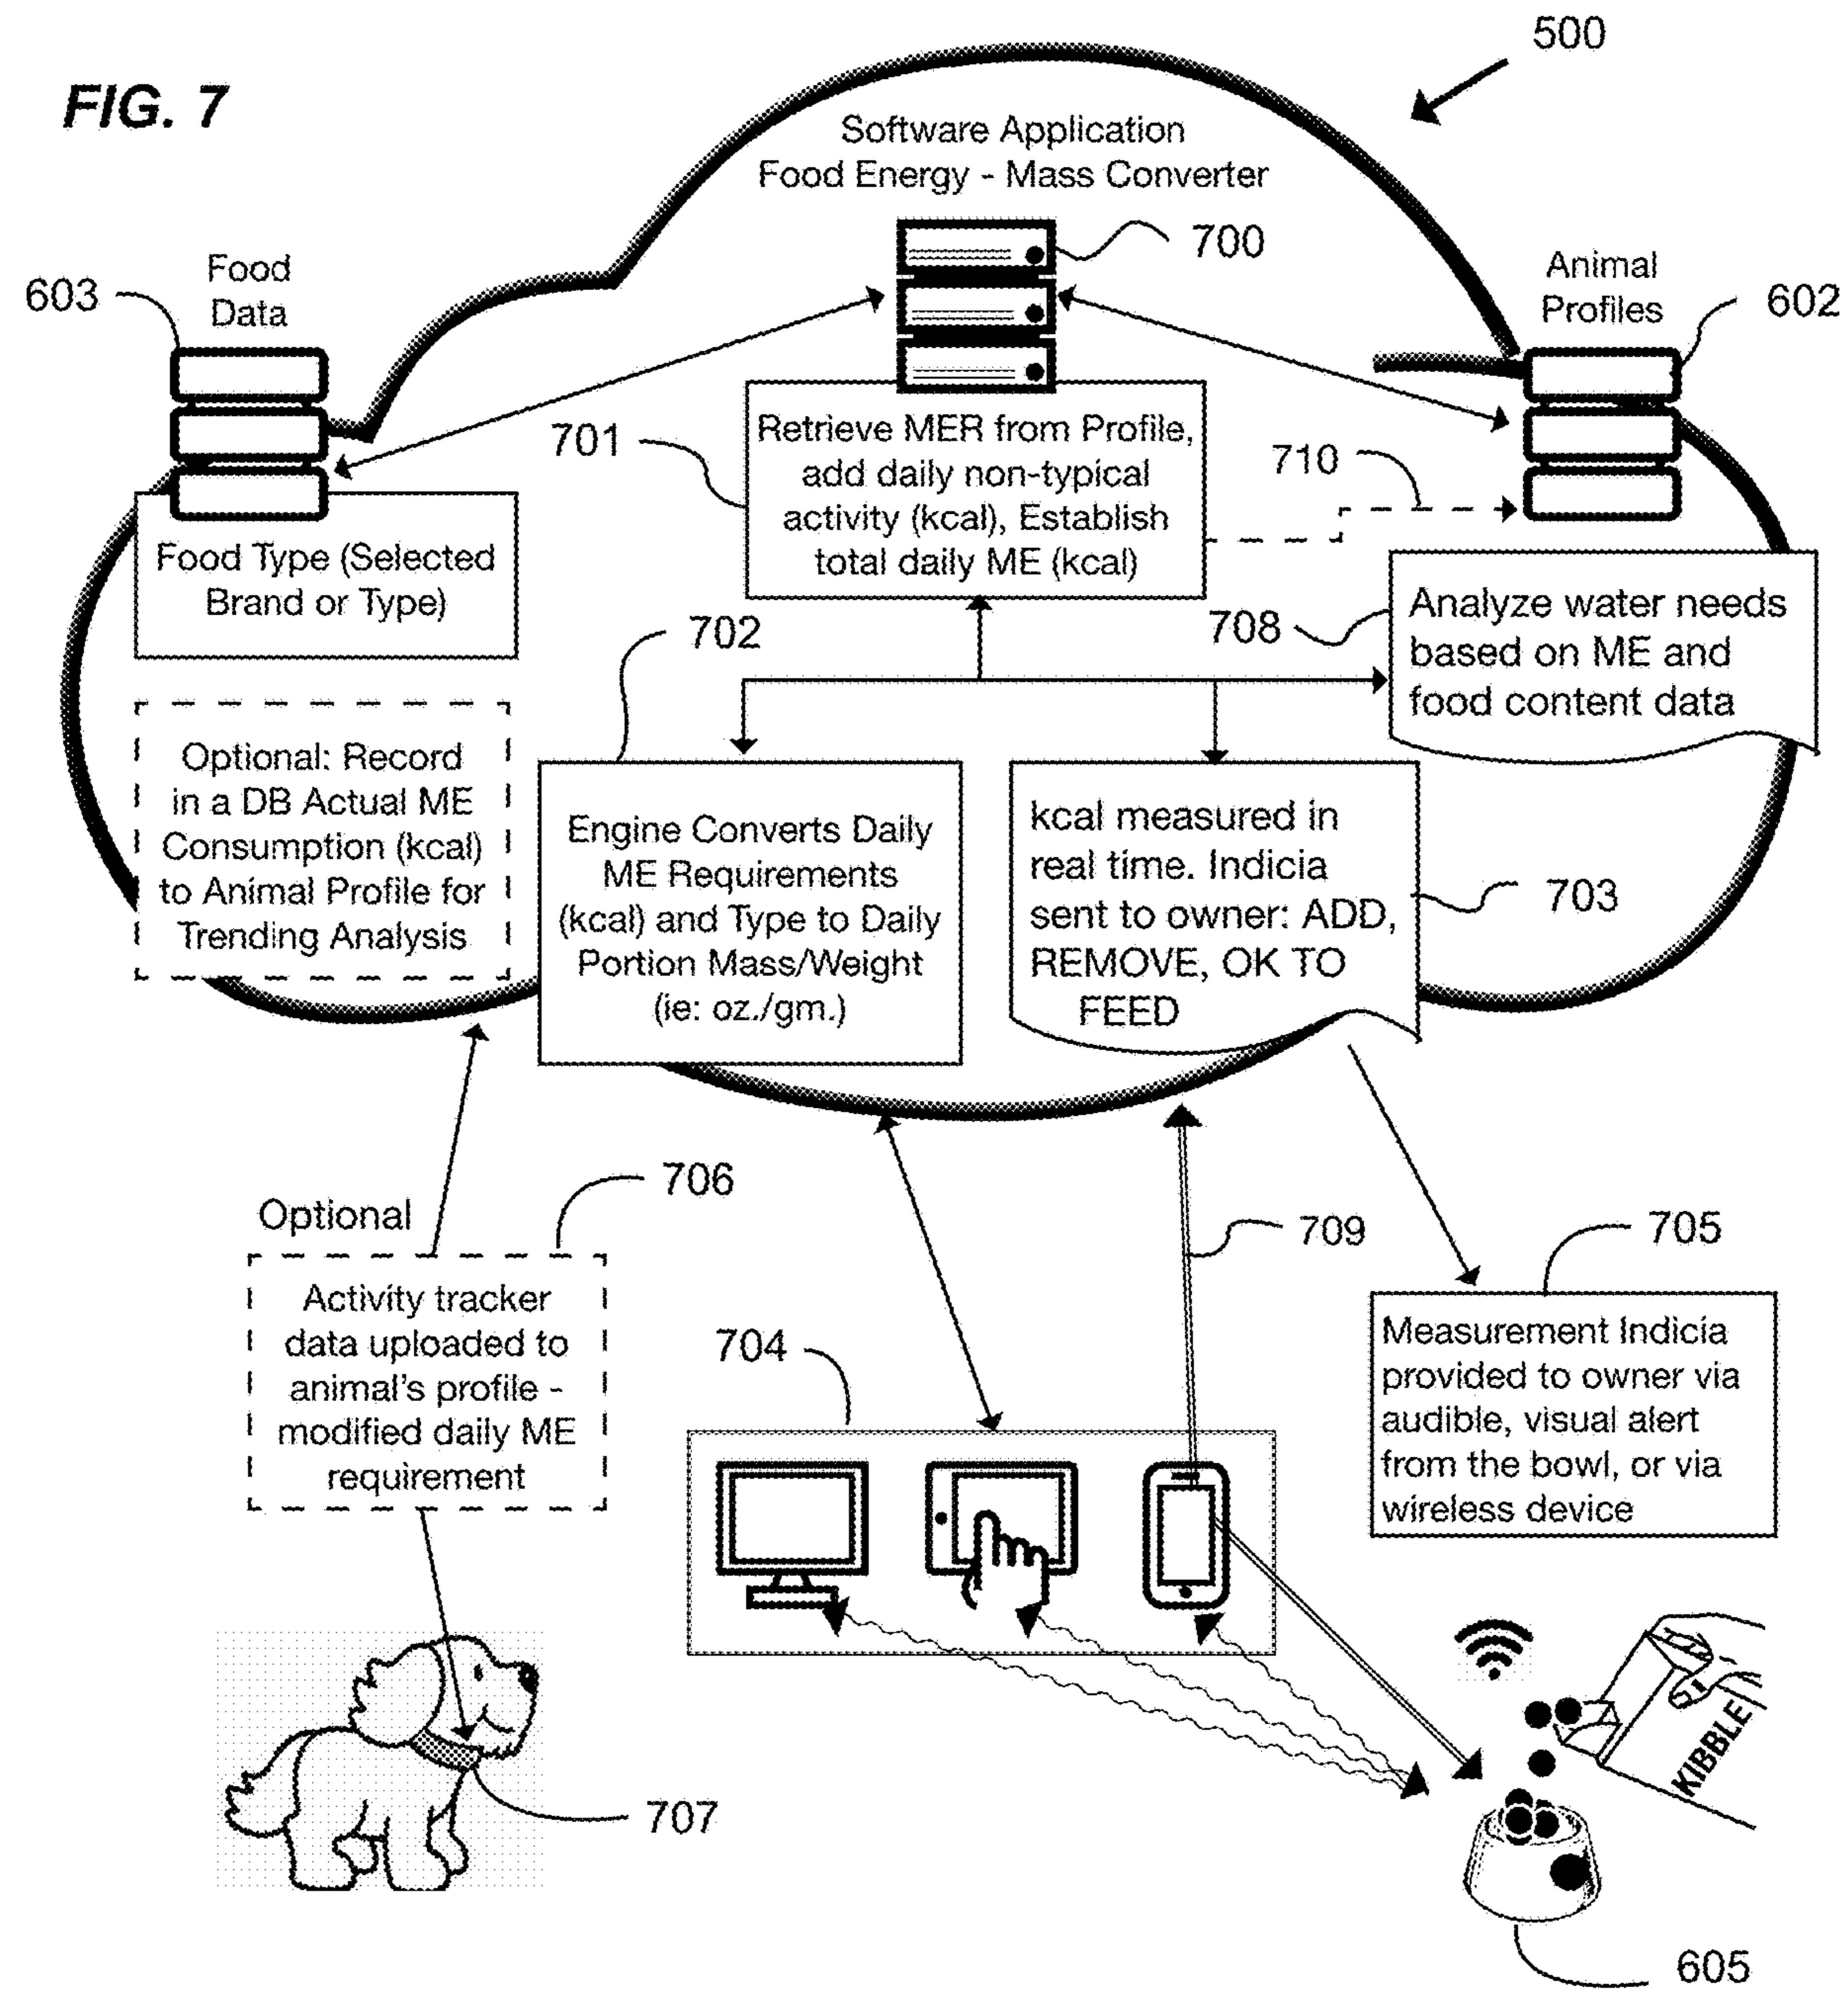 FIG. 7
500
Software Application
Food Energy - Mass Converter
700
Food
Data
603
Animal
Profiles
602
Retrieve MER from Profile,
add daily non-typical
activity (kcal), Establish
total daily ME (kcal)
701
710
Food Type (Selected
Brand or Type)
702
708
Analyze water needs
based on ME and
food content data
Optional: Record
in a DB Actual ME
Consumption (kcal)
to Animal Profile for
Trending Analysis
Engine Converts Daily
ME Requirements
(kcal) and Type to Daily
Portion Mass/Weight
(ie: oz./gm.)
kcal measured in
real time. Indicia
sent to owner: ADD,
REMOVE, OK TO
FEED
703
706
Optional
Activity tracker
data uploaded to
animal's profile -
modified daily ME
requirement
709
705
704
Measurement Indicia
provided to owner via
audible, visual alert
from the bowl, or via
wireless device
KIBBLE
707
605